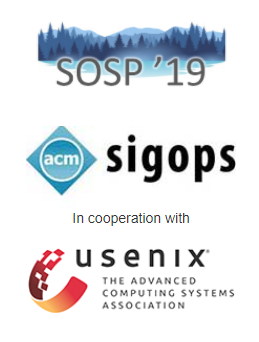 SOSP ’19
acm sigops
In cooperation with
usenix®
THE ADVANCED
COMPUTING SYSTEMS
ASSOCIATION